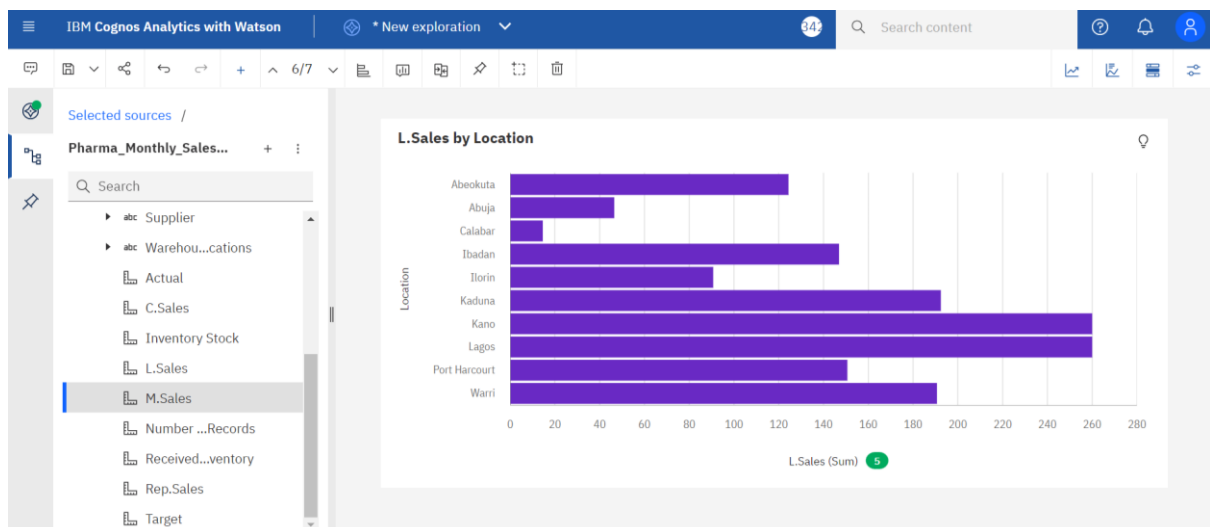 IBM Cognos Analytics with Watson
* New exploration
342
Search content
6/7
Selected sources /
Pharma_Monthly_Sales...
Search
abc Supplier
abc Warehou...cations
Actual
C.Sales
Inventory Stock
L.Sales
M.Sales
Number ...Records
Received...ventory
Rep.Sales
Target
L.Sales by Location
Location
Abeokuta
Abuja
Calabar
Ibadan
Ilorin
Kaduna
Kano
Lagos
Port Harcourt
Warri
0 20 40 60 80 100 120 140 160 180 200 220 240 260 280
L.Sales (Sum) 5